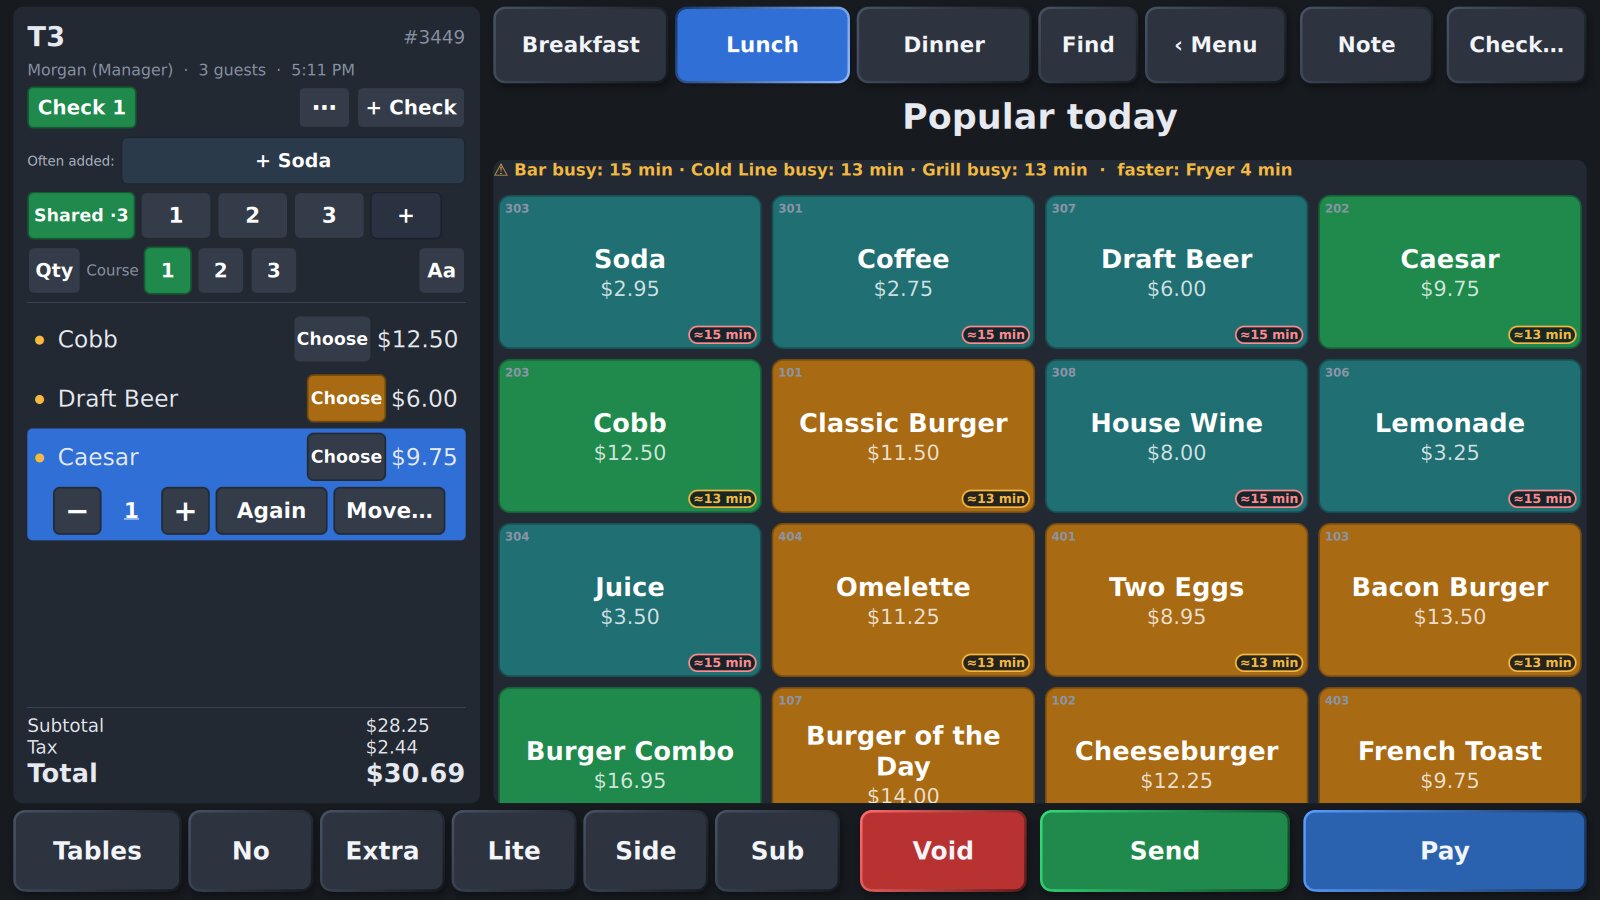 T3
#3449
Morgan (Manager) · 3 guests · 5:11 PM
Check 1
···
+ Check
Often added:
+ Soda
Shared ·3
1
2
3
+
Qty
Course
1
2
3
Aa
Cobb
Choose
$12.50
Draft Beer
Choose
$6.00
Caesar
Choose
$9.75
−
1
+
Again
Move…
Subtotal
$28.25
Tax
$2.44
Total
$30.69
Breakfast
Lunch
Dinner
Find
‹ Menu
Note
Check…
Popular today
⚠ Bar busy: 15 min · Cold Line busy: 13 min · Grill busy: 13 min · faster: Fryer 4 min
303
Soda
$2.95
≈15 min
301
Coffee
$2.75
≈15 min
307
Draft Beer
$6.00
≈15 min
202
Caesar
$9.75
≈13 min
203
Cobb
$12.50
≈13 min
101
Classic Burger
$11.50
≈13 min
308
House Wine
$8.00
≈15 min
306
Lemonade
$3.25
≈15 min
304
Juice
$3.50
≈15 min
404
Omelette
$11.25
≈13 min
401
Two Eggs
$8.95
≈13 min
103
Bacon Burger
$13.50
≈13 min
Burger Combo
$16.95
107
Burger of the
Day
$14.00
102
Cheeseburger
$12.25
403
French Toast
$9.75
Tables
No
Extra
Lite
Side
Sub
Void
Send
Pay